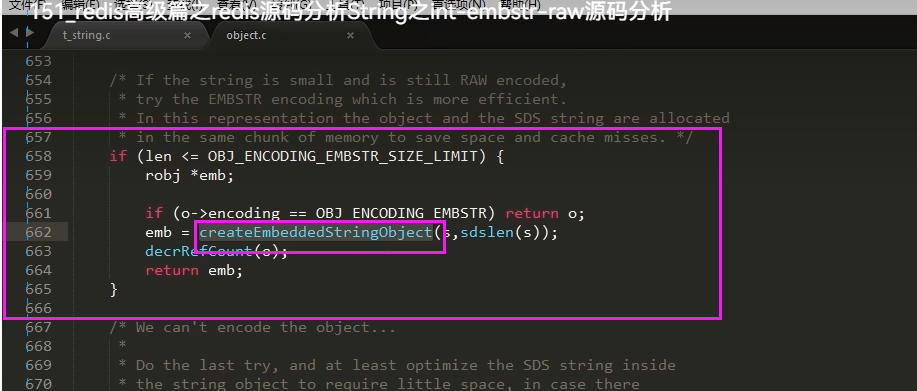 151_redis高级篇之redis源码分析String之int-embstr-raw源码分析
t_string.c
object.c
653
654 /* If the string is small and is still RAW encoded,
655 * try the EMBSTR encoding which is more efficient.
656 * In this representation the object and the SDS string are allocated
657 * in the same chunk of memory to save space and cache misses. */
658 if (len <= OBJ_ENCODING_EMBSTR_SIZE_LIMIT) {
659 robj *emb;
660
661 if (o->encoding == OBJ_ENCODING_EMBSTR) return o;
662 emb = createEmbeddedStringObject(s,sdslen(s));
663 decrRefCount(o);
664 return emb;
665 }
666
667 /* We can't encode the object...
668 *
669 * Do the last try, and at least optimize the SDS string inside
670 * the string object to require little space, in case there